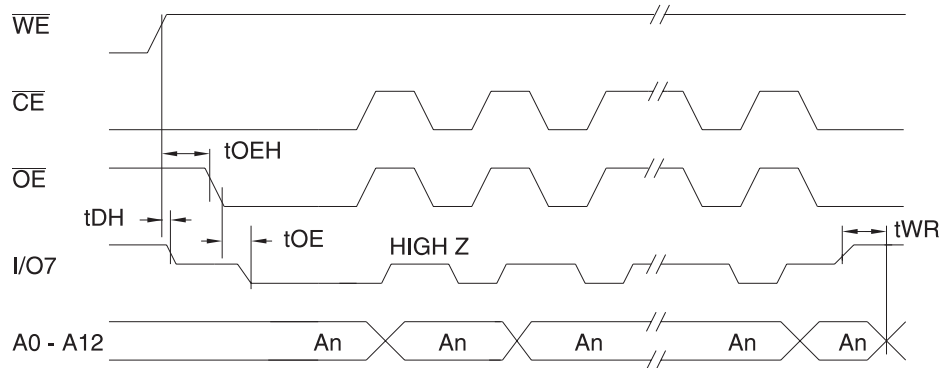 WE
CE
OE
tOEH
tDH
tOE
tWR
I/O7
HIGH Z
A0 - A12
An
An
An
An
An